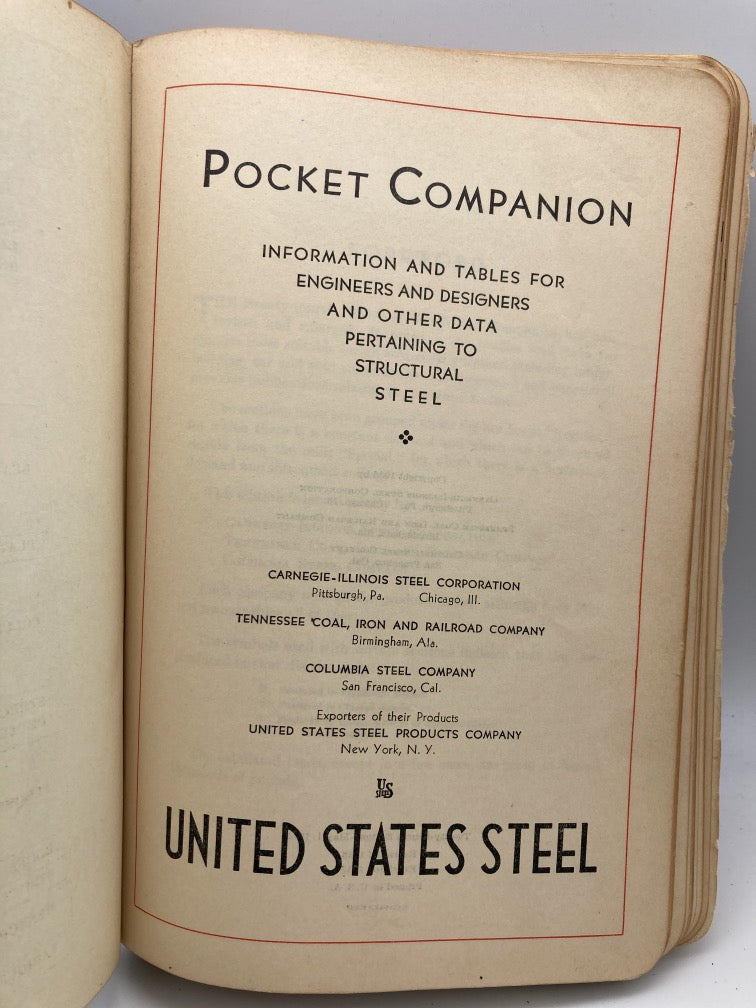 POCKET COMPANION
INFORMATION AND TABLES FOR
ENGINEERS AND DESIGNERS
AND OTHER DATA
PERTAINING TO
STRUCTURAL
STEEL
CARNEGIE-ILLINOIS STEEL CORPORATION
Pittsburgh, Pa. Chicago, Ill.
TENNESSEE COAL, IRON AND RAILROAD COMPANY
Birmingham, Ala.
COLUMBIA STEEL COMPANY
San Francisco, Cal.
Exporters of their Products
UNITED STATES STEEL PRODUCTS COMPANY
New York, N. Y.
US
UNITED STATES STEEL